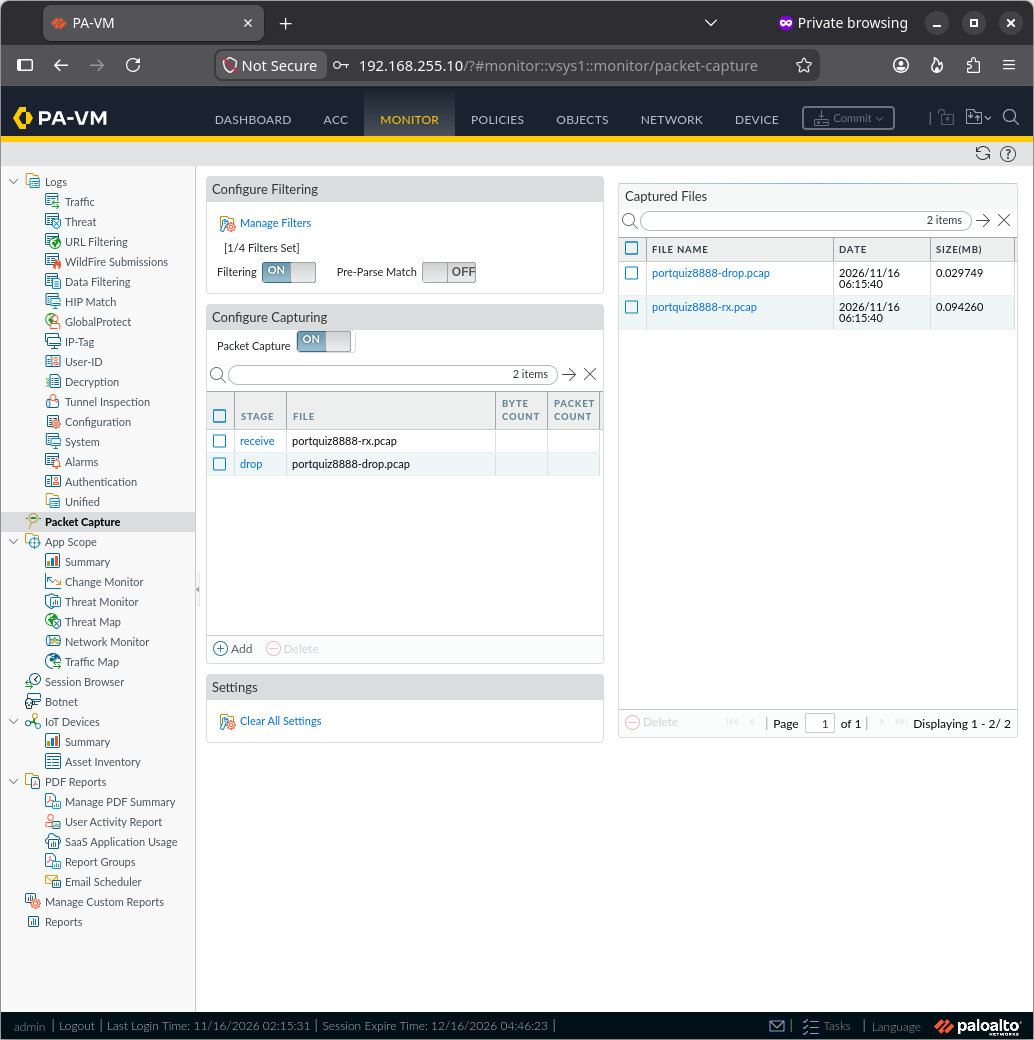 PA-VM
Private browsing
Not Secure
192.168.255.10/?#monitor::vsys1::monitor/packet-capture
PA-VM
DASHBOARD
ACC
MONITOR
POLICIES
OBJECTS
NETWORK
DEVICE
Commit
Logs
Traffic
Threat
URL Filtering
WildFire Submissions
Data Filtering
HIP Match
GlobalProtect
IP-Tag
User-ID
Decryption
Tunnel Inspection
Configuration
System
Alarms
Authentication
Unified
Packet Capture
App Scope
Summary
Change Monitor
Threat Monitor
Threat Map
Network Monitor
Traffic Map
Session Browser
Botnet
IoT Devices
Summary
Asset Inventory
PDF Reports
Manage PDF Summary
User Activity Report
SaaS Application Usage
Report Groups
Email Scheduler
Manage Custom Reports
Reports
Configure Filtering
Manage Filters
[1/4 Filters Set]
Filtering ON Pre-Parse Match OFF
Configure Capturing
Packet Capture ON
2 items
STAGE FILE BYTE COUNT PACKET COUNT
receive portquiz8888-rx.pcap
drop portquiz8888-drop.pcap
Add Delete
Settings
Clear All Settings
Captured Files
2 items
FILE NAME DATE SIZE(MB)
portquiz8888-drop.pcap 2026/11/16 06:15:40 0.029749
portquiz8888-rx.pcap 2026/11/16 06:15:40 0.094260
Delete Page 1 of 1 Displaying 1 - 2/ 2
admin | Logout | Last Login Time: 11/16/2026 02:15:31 | Session Expire Time: 12/16/2026 04:46:23 |
| Tasks | Language paloalto NETWORKS